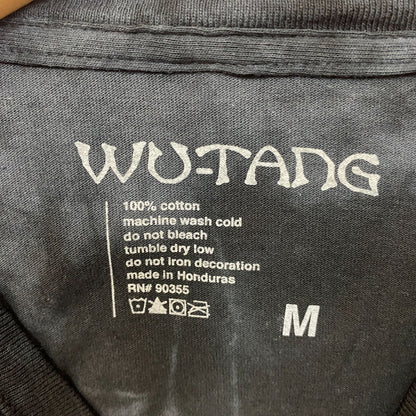 WU-TANG
100% cotton
machine wash cold
do not bleach
tumble dry low
do not iron decoration
made in Honduras
RN# 90355
M